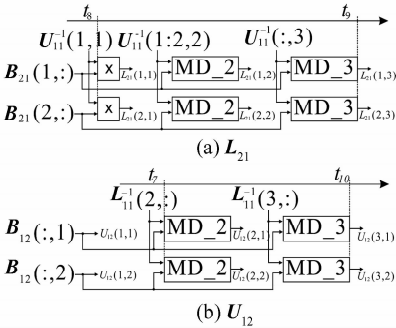 t₈ t₉
U₁₁⁻¹(1,1) U₁₁⁻¹(1:2,2) U₁₁⁻¹(:,3)
B₂₁(1,:) x L₂₁(1,1) MD_2 L₂₁(1,2) MD_3 L₂₁(1,3)
B₂₁(2,:) x L₂₁(2,1) MD_2 L₂₁(2,2) MD_3 L₂₁(2,3)
(a) L₂₁
t₇ t₁₀
L₁₁⁻¹(2,:) L₁₁⁻¹(3,:)
B₁₂(:,1) U₁₂(1,1) MD_2 U₁₂(2,1) MD_3 U₁₂(3,1)
B₁₂(:,2) U₁₂(1,2) MD_2 U₁₂(2,2) MD_3 U₁₂(3,2)
(b) U₁₂